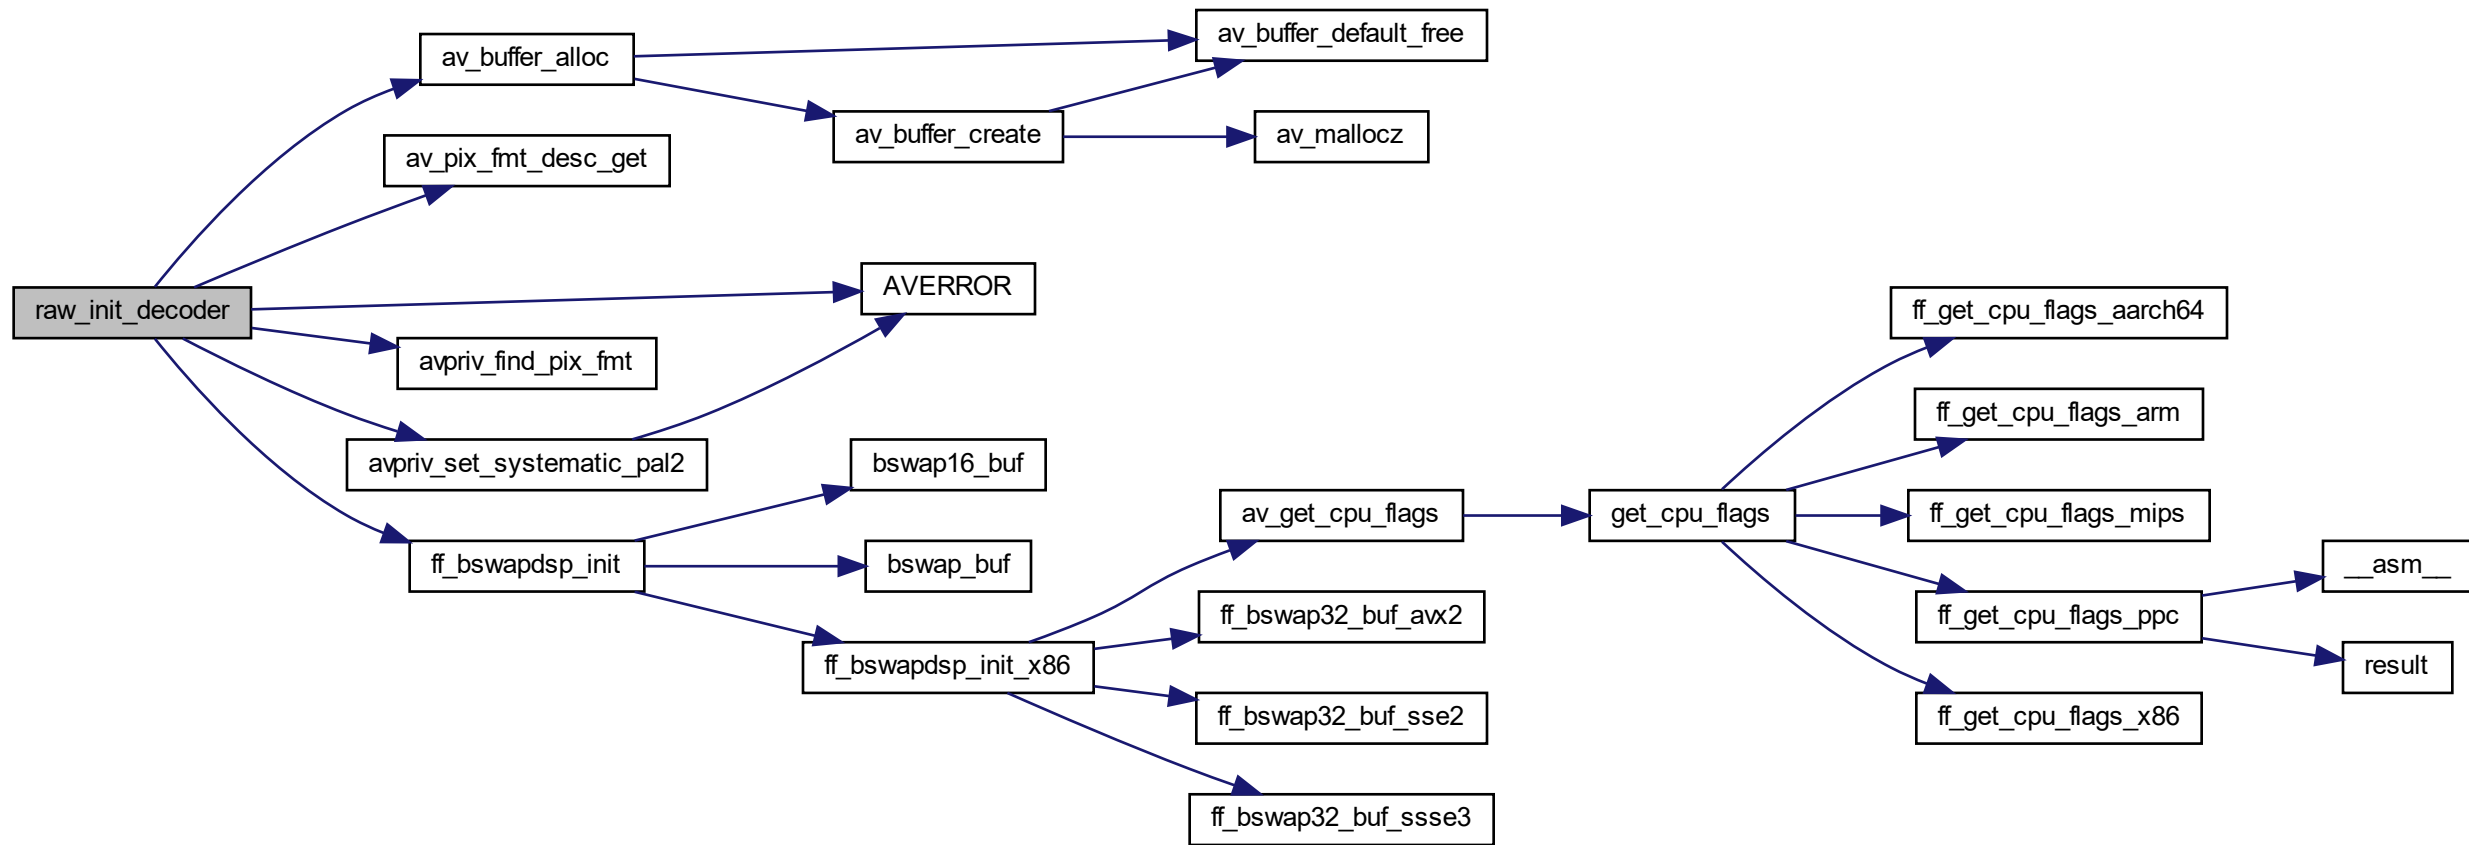 raw_init_decoder
av_buffer_alloc
av_pix_fmt_desc_get
AVERROR
avpriv_find_pix_fmt
avpriv_set_systematic_pal2
ff_bswapdsp_init
av_buffer_default_free
av_buffer_create
av_mallocz
bswap16_buf
bswap_buf
ff_bswapdsp_init_x86
av_get_cpu_flags
ff_bswap32_buf_avx2
ff_bswap32_buf_sse2
ff_bswap32_buf_ssse3
get_cpu_flags
ff_get_cpu_flags_aarch64
ff_get_cpu_flags_arm
ff_get_cpu_flags_mips
ff_get_cpu_flags_ppc
ff_get_cpu_flags_x86
__asm__
result